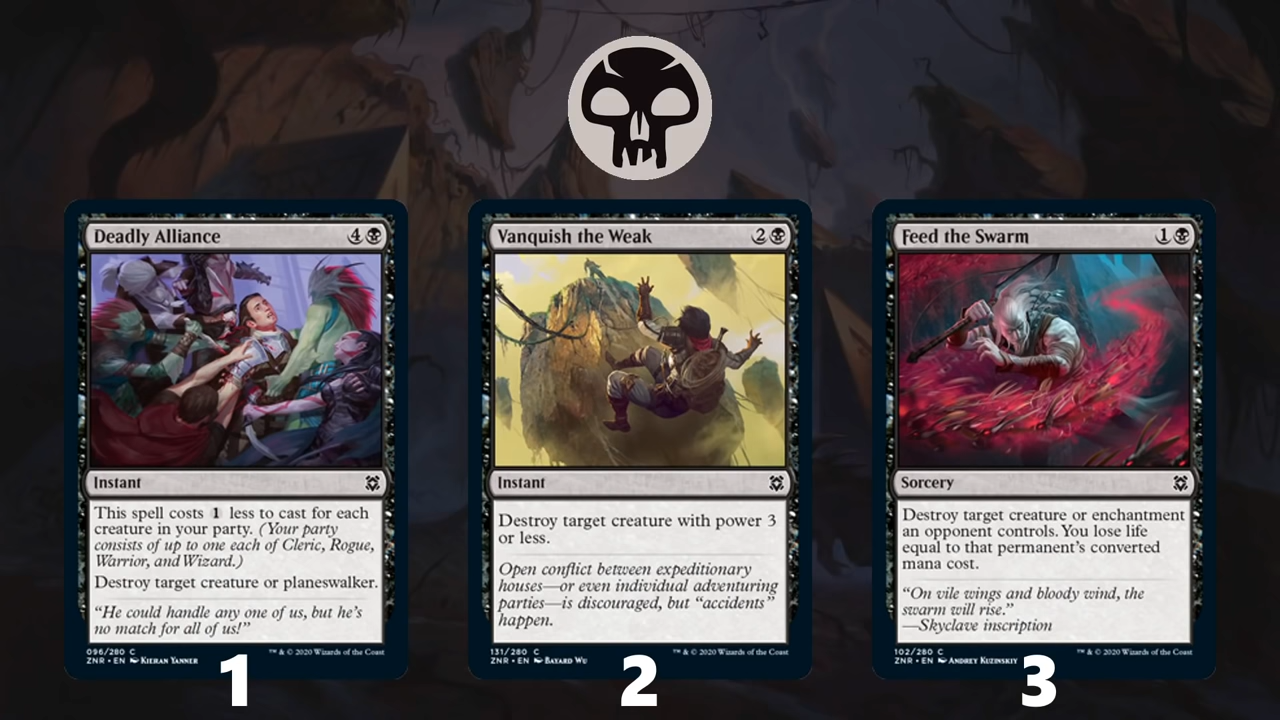 Deadly Alliance 4
Instant
This spell costs 1 less to cast for each
creature in your party. (Your party
consists of up to one each of Cleric, Rogue,
Warrior, and Wizard.)
Destroy target creature or planeswalker.
“He could handle any one of us, but he’s
no match for all of us!”
096/280 C
ZNR • EN KIERAN YANNER
™ & © 2020 Wizards of the Coast
1
Vanquish the Weak 2
Instant
Destroy target creature with power 3
or less.
Open conflict between expeditionary
houses—or even individual adventuring
parties—is discouraged, but “accidents”
happen.
131/280 C
ZNR • EN BAYARD WU
™ & © 2020 Wizards of the Coast
2
Feed the Swarm 1
Sorcery
Destroy target creature or enchantment
an opponent controls. You lose life
equal to that permanent’s converted
mana cost.
“On vile wings and bloody wind, the
swarm will rise.”
—Skyclave inscription
102/280 C
ZNR • EN ANDREY KUZINSKIY
™ & © 2020 Wizards of the Coast
3